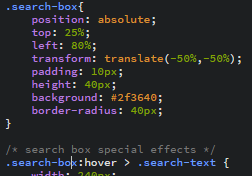 .search-box{
position: absolute;
top: 25%;
left: 80%;
transform: translate(-50%,-50%);
padding: 10px;
height: 40px;
background: #2f3640;
border-radius: 40px;
}
/* search box special effects */
.search-box:hover > .search-text {
width: 240px;